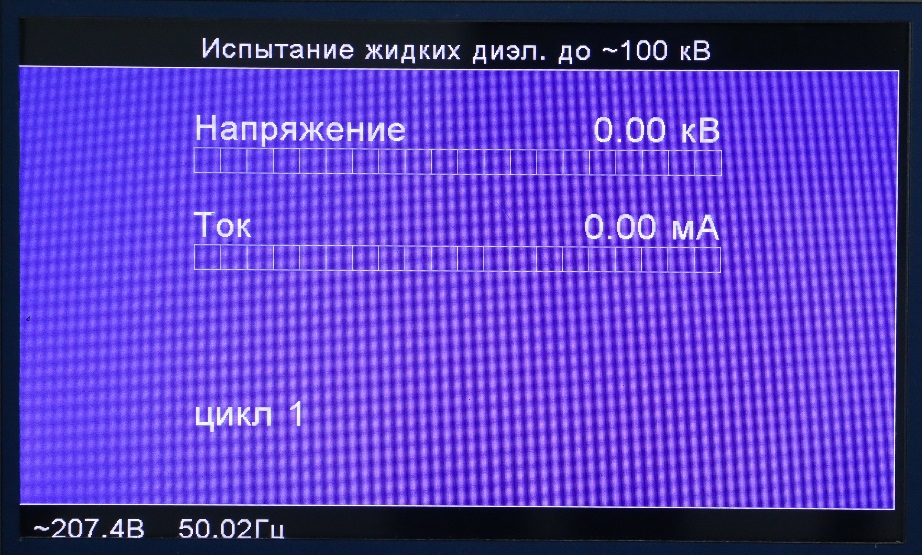 Испытание жидких диэл. до ~100 кВ
Напряжение 0.00 кВ
Ток 0.00 мА
цикл 1
~207.4В 50.02Гц